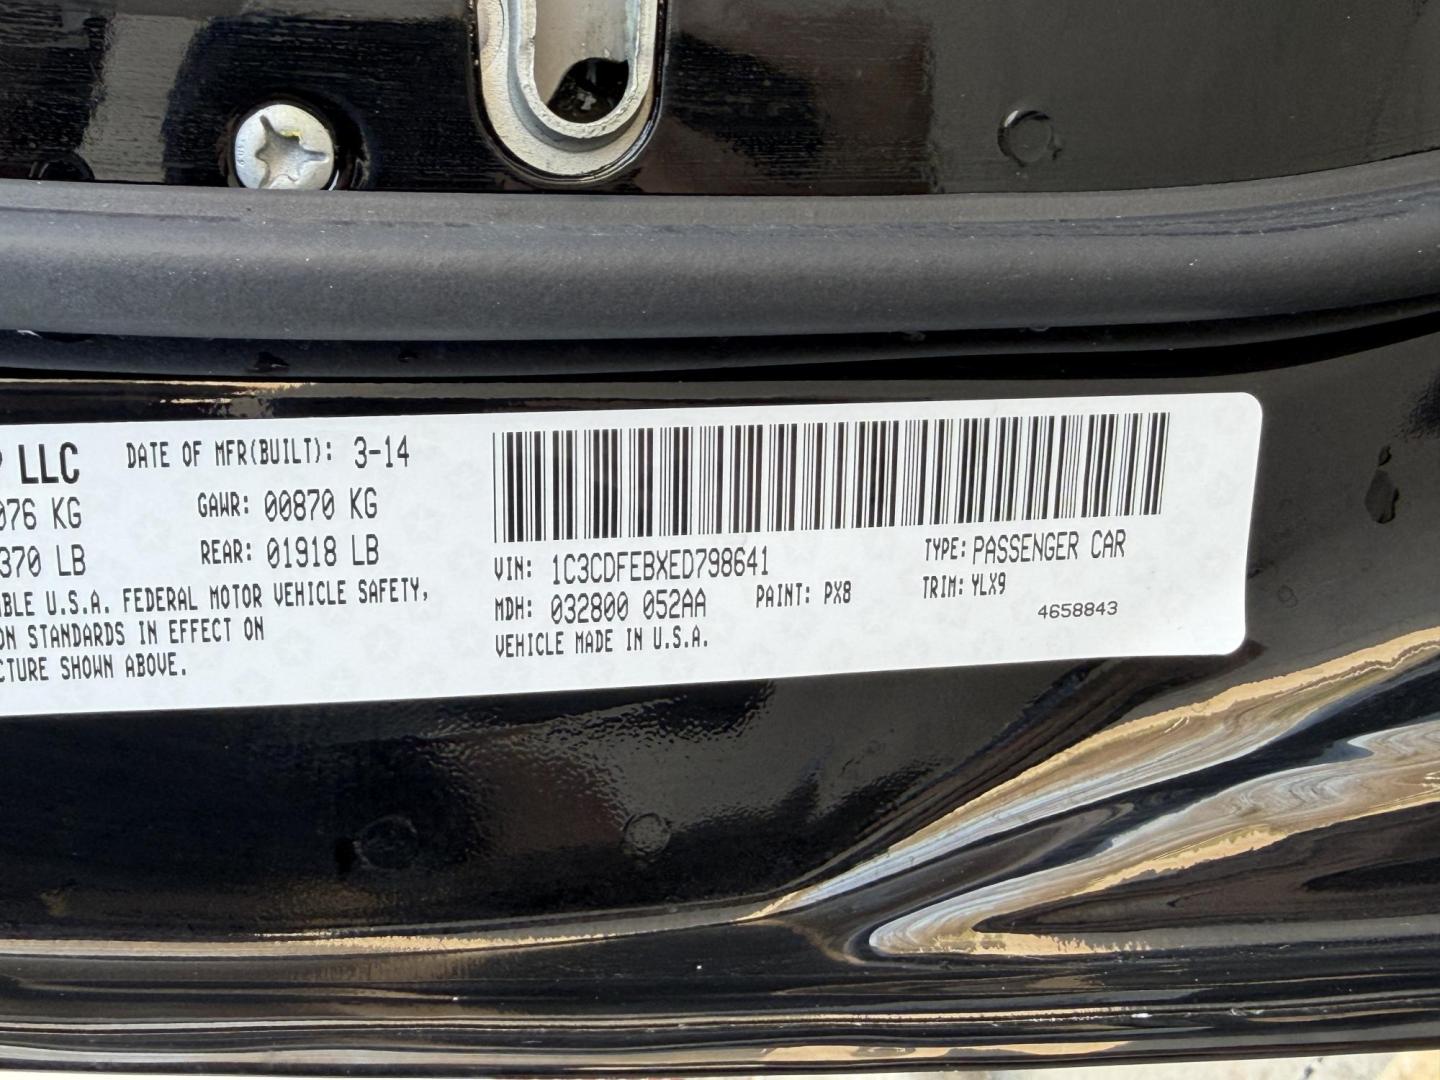 LLC DATE OF MFR(BUILT): 3-14
076 KG GAWR: 00870 KG
370 LB REAR: 01918 LB
BLE U.S.A. FEDERAL MOTOR VEHICLE SAFETY,
ON STANDARDS IN EFFECT ON
CTURE SHOWN ABOVE.
VIN: 1C3CDFEBXED798641 TYPE: PASSENGER CAR
MDH: 032800 052AA PAINT: PX8 TRIM: YLX9
VEHICLE MADE IN U.S.A. 4658843